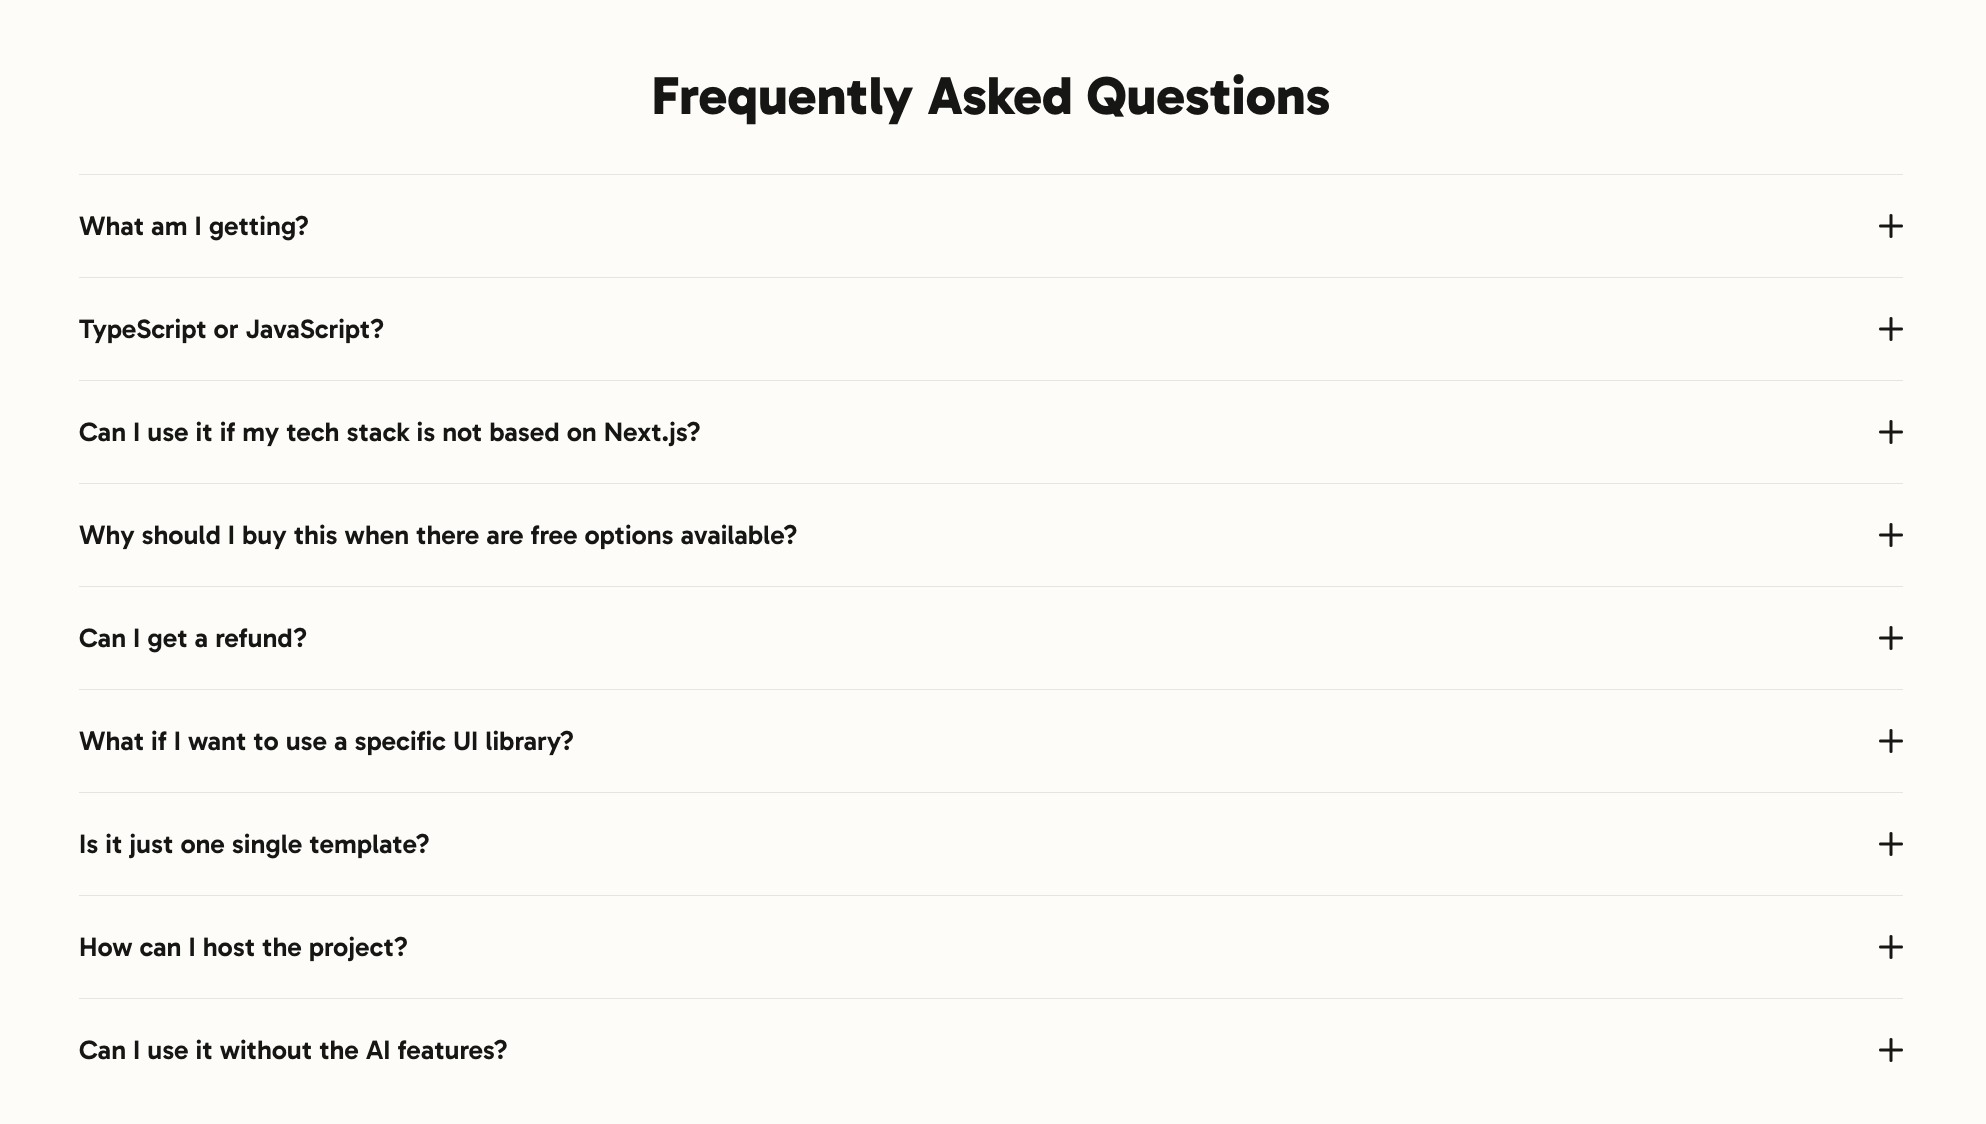 Frequently Asked Questions
What am I getting?
TypeScript or JavaScript?
Can I use it if my tech stack is not based on Next.js?
Why should I buy this when there are free options available?
Can I get a refund?
What if I want to use a specific UI library?
Is it just one single template?
How can I host the project?
Can I use it without the AI features?